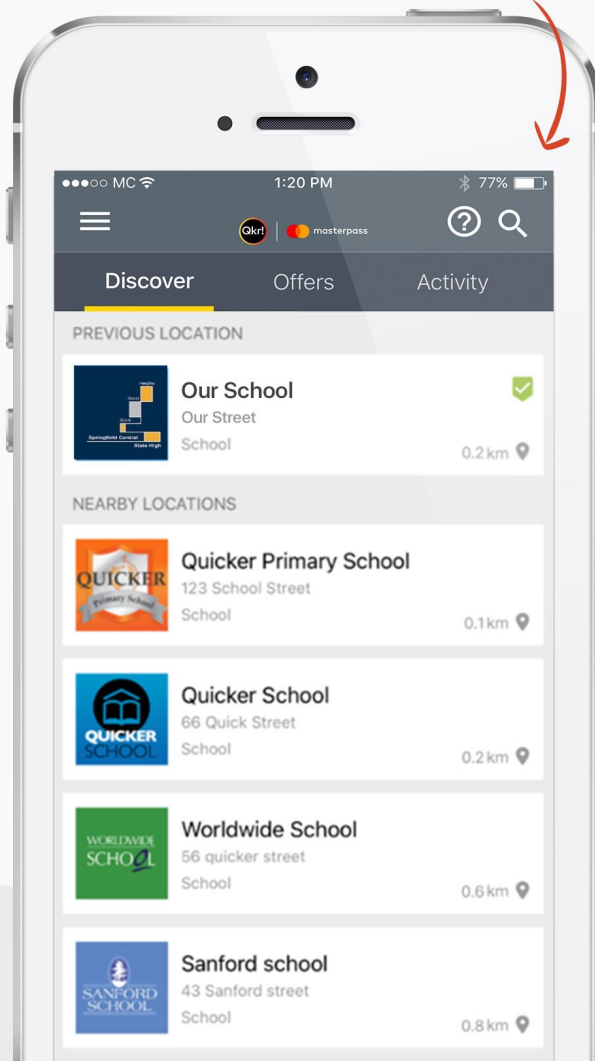 MC 1:20 PM 77%
Qkr! masterpass
Discover Offers Activity
PREVIOUS LOCATION
Heights
Street
State
Springfield Central
State High
Our School
Our Street
School
0.2 km
NEARBY LOCATIONS
QUICKER
Primary School
Quicker Primary School
123 School Street
School
0.1 km
QUICKER
SCHOOL
Quicker School
66 Quick Street
School
0.2 km
WORLDWIDE
SCHOOL
Worldwide School
56 quicker street
School
0.6 km
SANFORD
SCHOOL
Sanford school
43 Sanford street
School
0.8 km